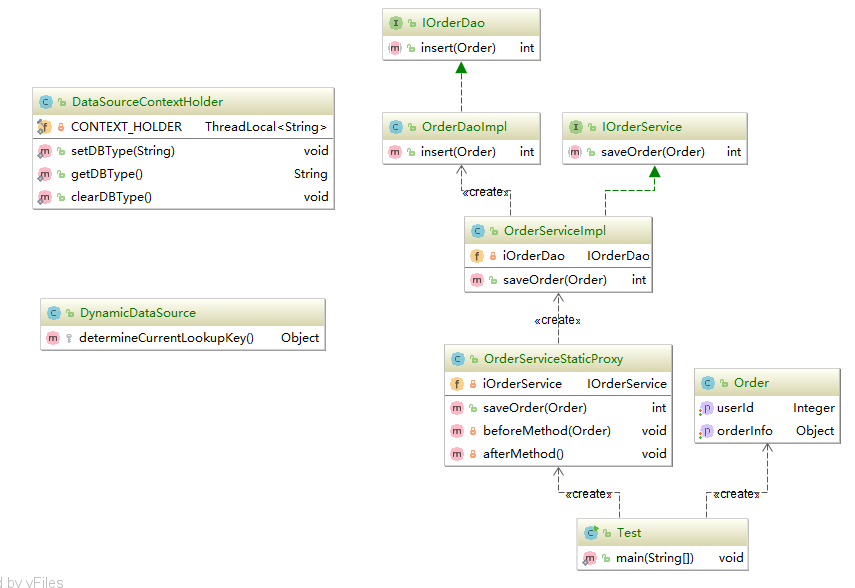 IOrderDao
insert(Order) int
DataSourceContextHolder
CONTEXT_HOLDER ThreadLocal<String>
setDBType(String) void
getDBType() String
clearDBType() void
OrderDaoImpl
insert(Order) int
IOrderService
saveOrder(Order) int
«create»
OrderServiceImpl
iOrderDao IOrderDao
saveOrder(Order) int
DynamicDataSource
determineCurrentLookupKey() Object
«create»
OrderServiceStaticProxy
iOrderService IOrderService
saveOrder(Order) int
beforeMethod(Order) void
afterMethod() void
Order
userId Integer
orderInfo Object
«create»
«create»
Test
main(String[]) void
d by yFiles